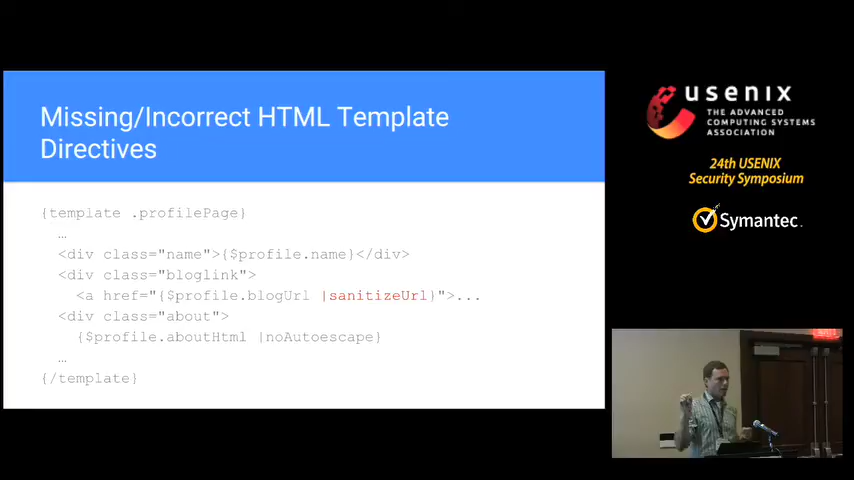 Missing/Incorrect HTML Template
Directives
{template .profilePage}
…
<div class="name">{$profile.name}</div>
<div class="bloglink">
<a href="{$profile.blogUrl |sanitizeUrl}">...
<div class="about">
{$profile.aboutHtml |noAutoescape}
…
{/template}
usenix
THE ADVANCED
COMPUTING SYSTEMS
ASSOCIATION
24th USENIX
Security Symposium
Symantec.